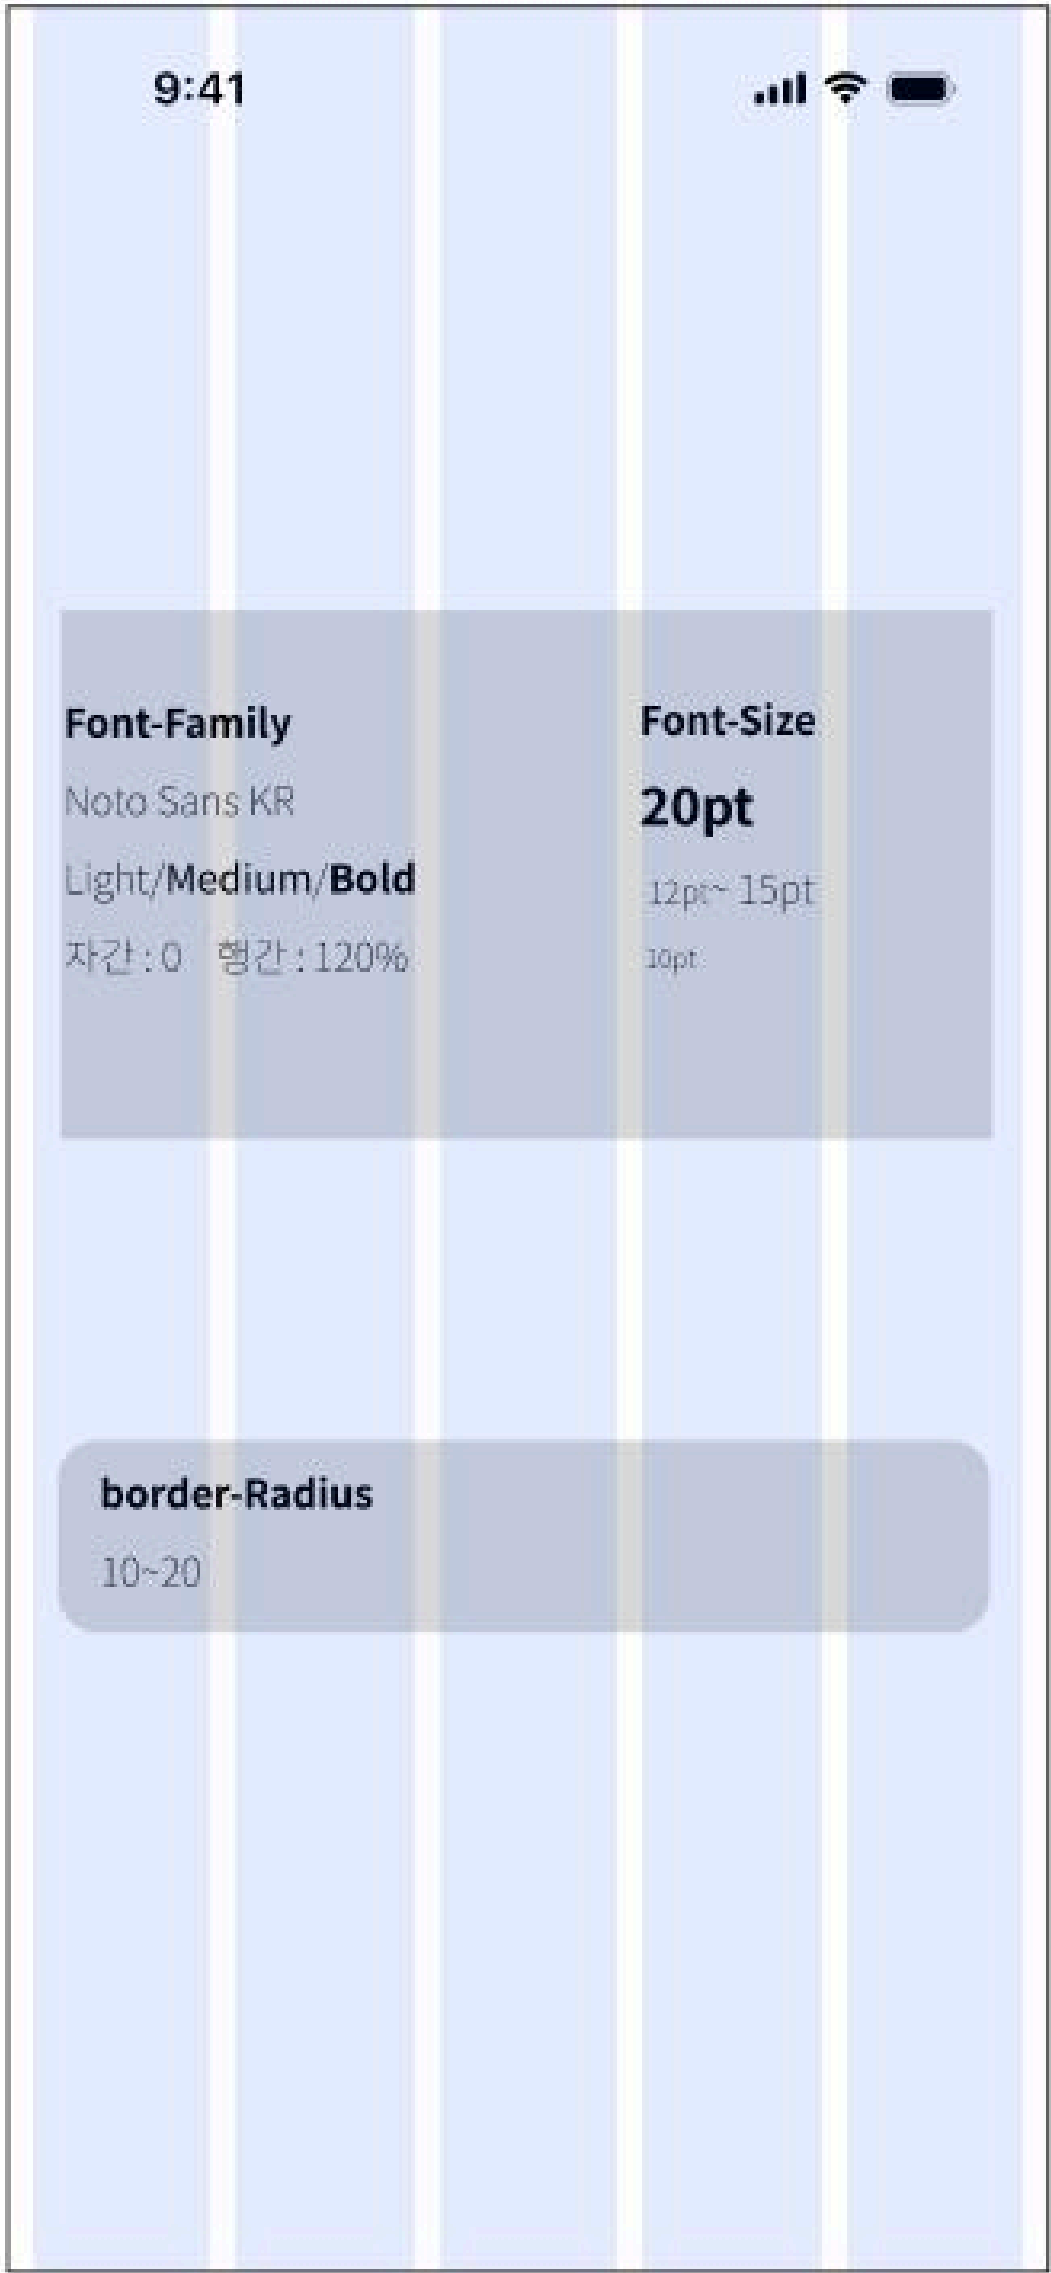 9:41
Font-Family
Noto Sans KR
Light/Medium/Bold
자간 : 0 행간 : 120%
Font-Size
20pt
12pt~ 15pt
10pt
border-Radius
10~20